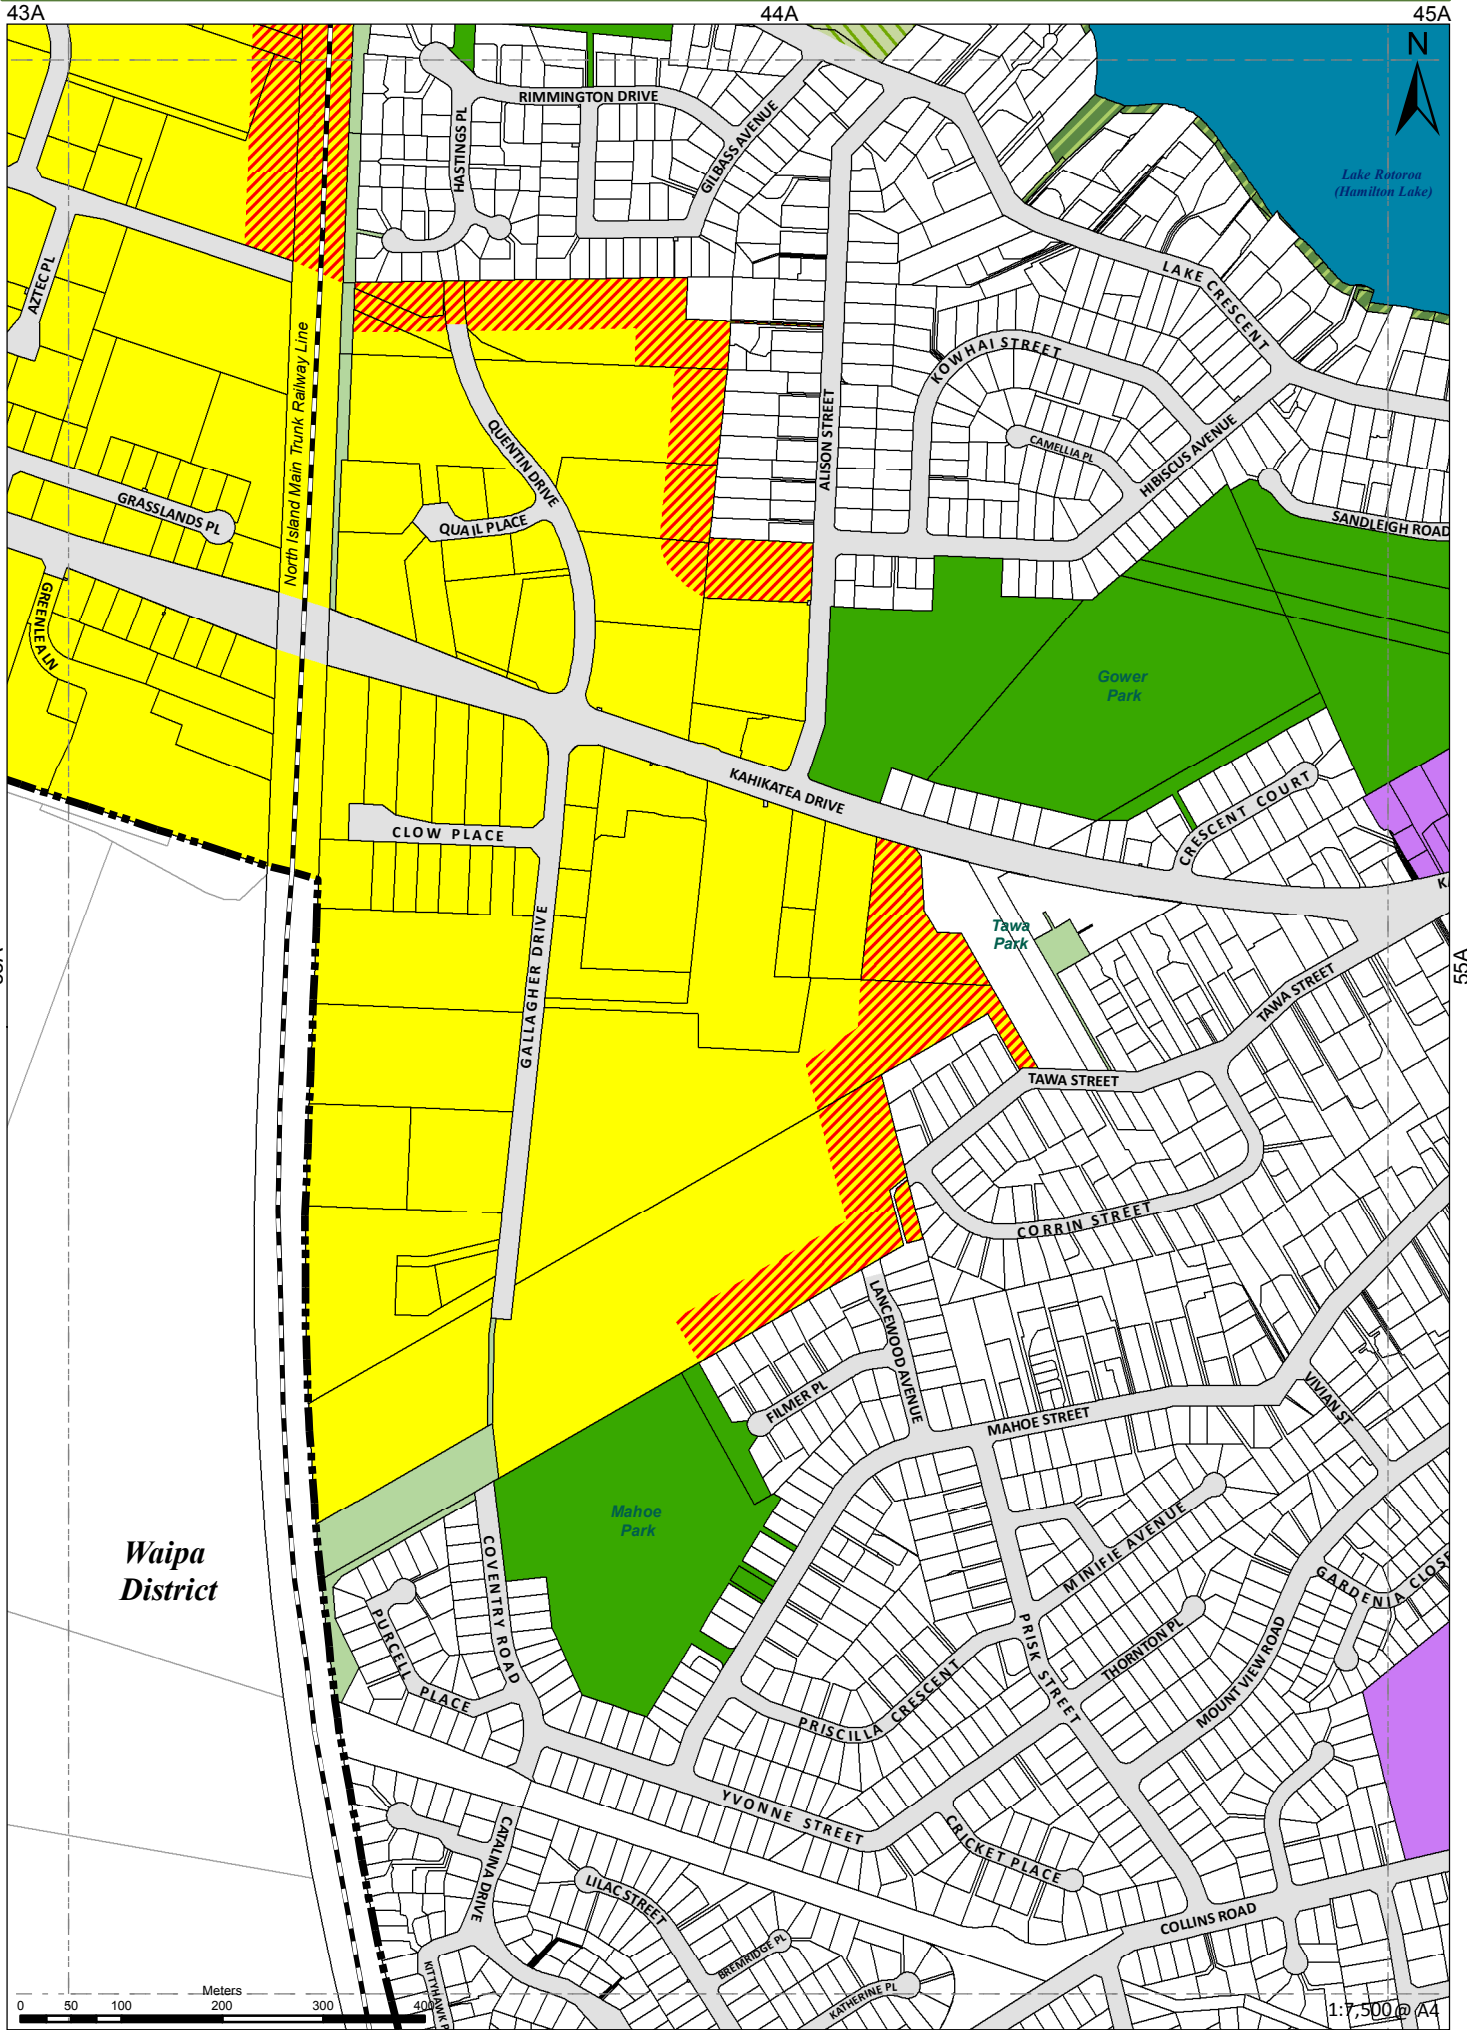 43A
44A
45A
N
RIMMINGTON DRIVE
HASTINGS PL
GILBASS AVENUE
Lake Rotoroa
(Hamilton Lake)
AZTEC PL
LAKE CRESCENT
North Island Main Trunk Railway Line
KOWHAI STREET
ALISON STREET
CAMELLIA PL
HIBISCUS AVENUE
QUENTIN DRIVE
GRASSLANDS PL
QUAIL PLACE
SANDLEIGH ROAD
GREENLEA LN
Gower
Park
KAHIKATEA DRIVE
CLOW PLACE
CRESCENT COURT
GALLAGHER DRIVE
Tawa
Park
55A
TAWA STREET
TAWA STREET
CORRIN STREET
LANCEWOOD AVENUE
FILMER PL
MAHOE STREET
VIVIAN ST
Mahoe
Park
Waipa
District
COVENTRY ROAD
MINIFIE AVENUE
GARDENIA CLOSE
PURCELL
PLACE
PRISK STREET
THORNTON PL
MOUNT VIEW ROAD
PRISCILLA CRESCENT
YVONNE STREET
CRICKET PLACE
CATALINA DRIVE
LILAC STREET
COLLINS ROAD
BREMRIDGE PL
KATHERINE PL
KITTYHAWK P
Meters
0 50 100 200 300 400
1:7,500@ A4